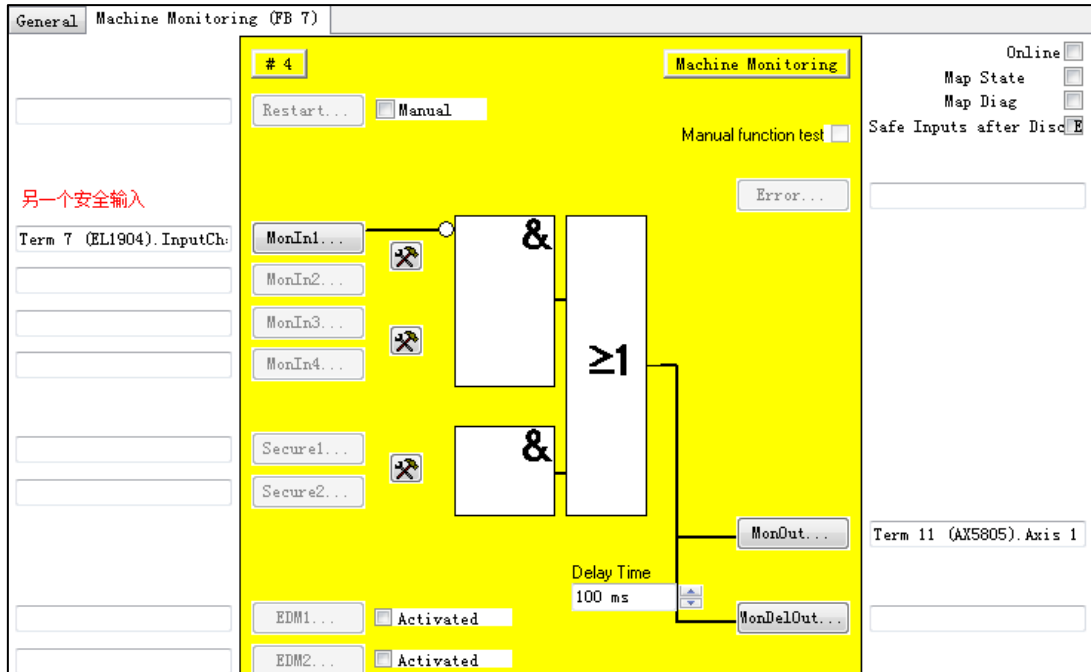 General Machine Monitoring (FB 7)
# 4 Machine Monitoring Online
Map State
Restart... Manual Map Diag
Manual function test Safe Inputs after Disc E
另一个安全输入 Error...
Term 7 (EL1904).InputCh: MonIn1... &
MonIn2...
MonIn3...
MonIn4... ≥1
Secure1... &
Secure2...
MonOut... Term 11 (AX5805).Axis 1
Delay Time
100 ms
EDM1... Activated MonDelOut...
EDM2... Activated